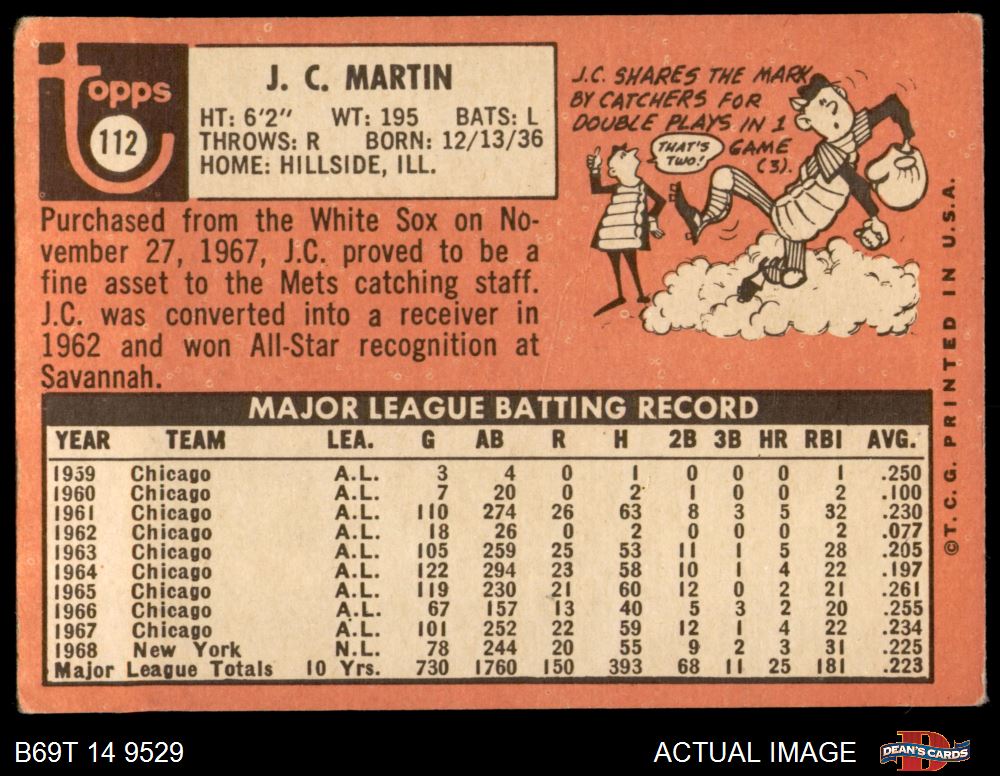 Topps
112
J. C. MARTIN
HT: 6'2" WT: 195 BATS: L
THROWS: R BORN: 12/13/36
HOME: HILLSIDE, ILL.
Purchased from the White Sox on No-
vember 27, 1967, J.C. proved to be a
fine asset to the Mets catching staff.
J.C. was converted into a receiver in
1962 and won All-Star recognition at
Savannah.
J.C. SHARES THE MARK
BY CATCHERS FOR
DOUBLE PLAYS IN 1
GAME
(3).
THAT'S
TWO!
MAJOR LEAGUE BATTING RECORD
YEAR TEAM LEA. G AB R H 2B 3B HR RBI AVG.
1959 Chicago A.L. 3 4 0 1 0 0 0 1 .250
1960 Chicago A.L. 7 20 0 2 1 0 0 2 .100
1961 Chicago A.L. 110 274 26 63 8 3 5 32 .230
1962 Chicago A.L. 18 26 0 2 0 0 0 2 .077
1963 Chicago A.L. 105 259 25 53 11 1 5 28 .205
1964 Chicago A.L. 122 294 23 58 10 1 4 22 .197
1965 Chicago A.L. 119 230 21 60 12 0 2 21 .261
1966 Chicago A.L. 67 157 13 40 5 3 2 20 .255
1967 Chicago A.L. 101 252 22 59 12 1 4 22 .234
1968 New York N.L. 78 244 20 55 9 2 3 31 .225
Major League Totals 10 Yrs. 730 1760 150 393 68 11 25 181 .223
©T. C. G. PRINTED IN U.S.A.
B69T 14 9529
ACTUAL IMAGE
D
DEAN'S CARDS